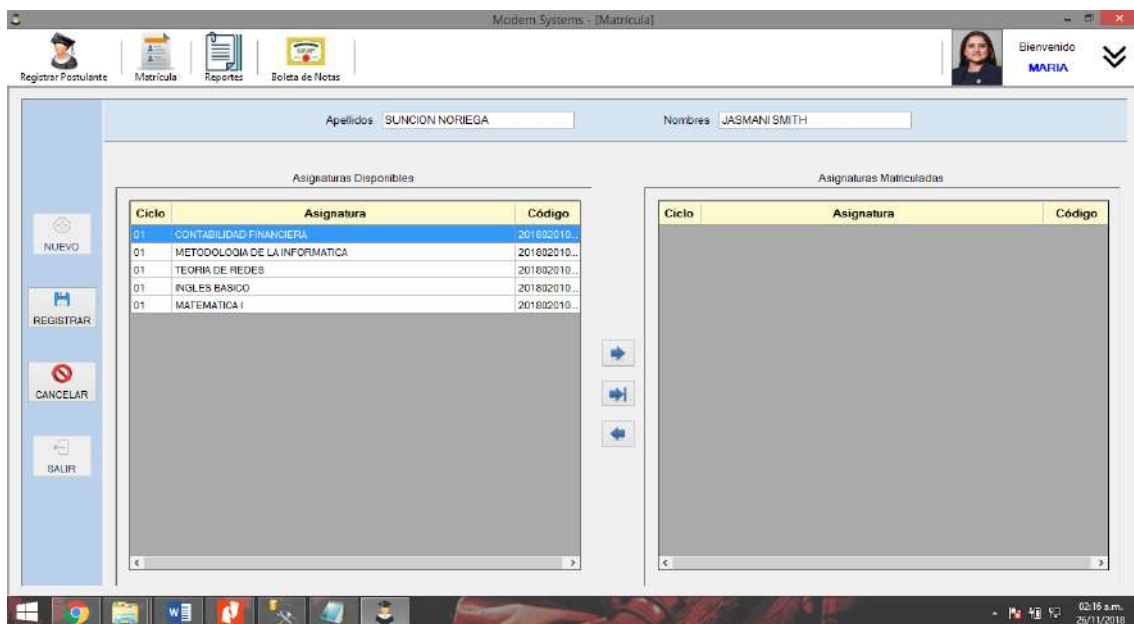 Modern Systems - [Matrícula]
Registrar Postulante
Matrícula
Reportes
Boleta de Notas
Bienvenido
MARIA
Apellidos SUNCION NORIEGA
Nombres JASMANI SMITH
Asignaturas Disponibles
Asignaturas Matriculadas
Ciclo Asignatura Código
01 CONTABILIDAD FINANCIERA 201802010...
01 METODOLOGIA DE LA INFORMATICA 201802010...
01 TEORIA DE REDES 201802010...
01 INGLES BASICO 201802010...
01 MATEMATICA I 201802010...
Ciclo Asignatura Código
NUEVO
REGISTRAR
CANCELAR
SALIR
02:16 a.m.
26/11/2018